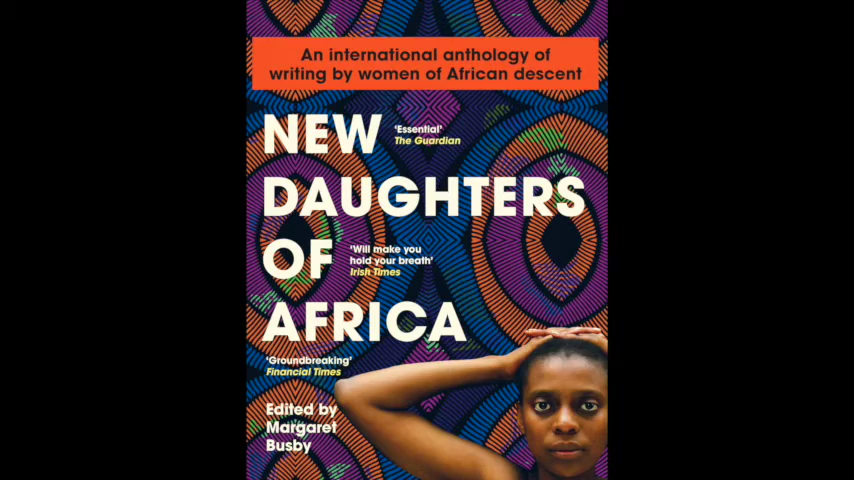 An international anthology of
writing by women of African descent
NEW
'Essential'
The Guardian
DAUGHTERS
OF
'Will make you
hold your breath'
Irish Times
AFRICA
'Groundbreaking'
Financial Times
Edited by
Margaret
Busby